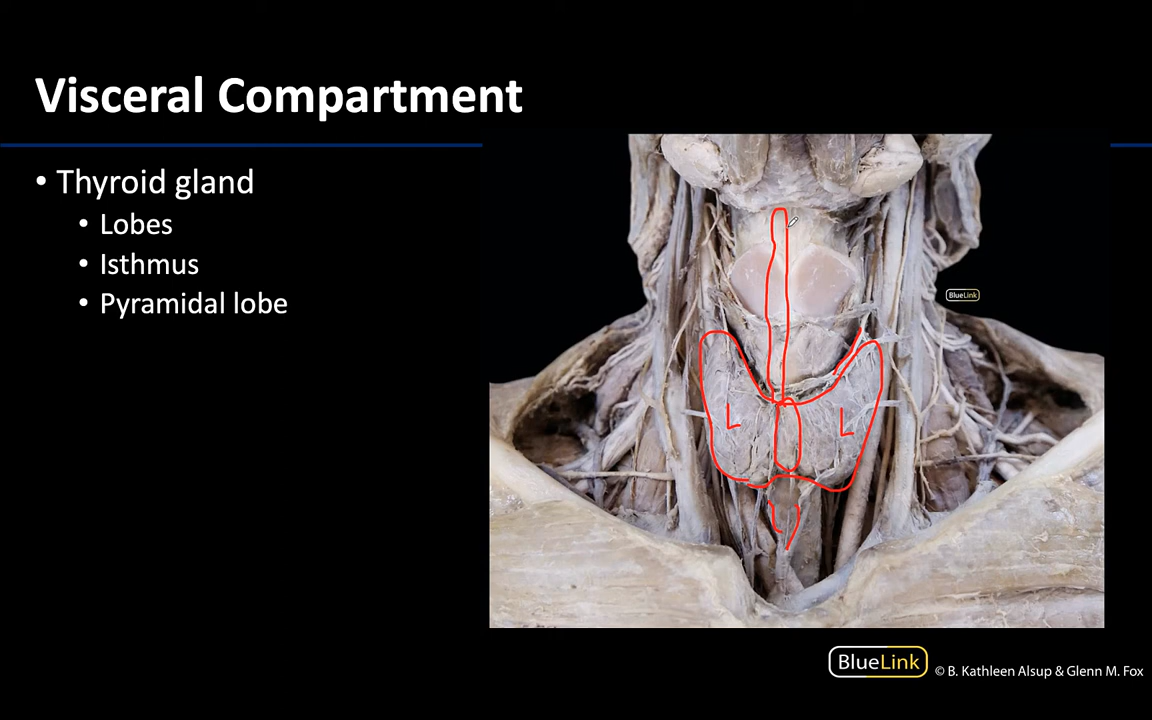 Visceral Compartment
• Thyroid gland
• Lobes
• Isthmus
• Pyramidal lobe
BlueLink
L
L
BlueLink
© B. Kathleen Alsup & Glenn M. Fox